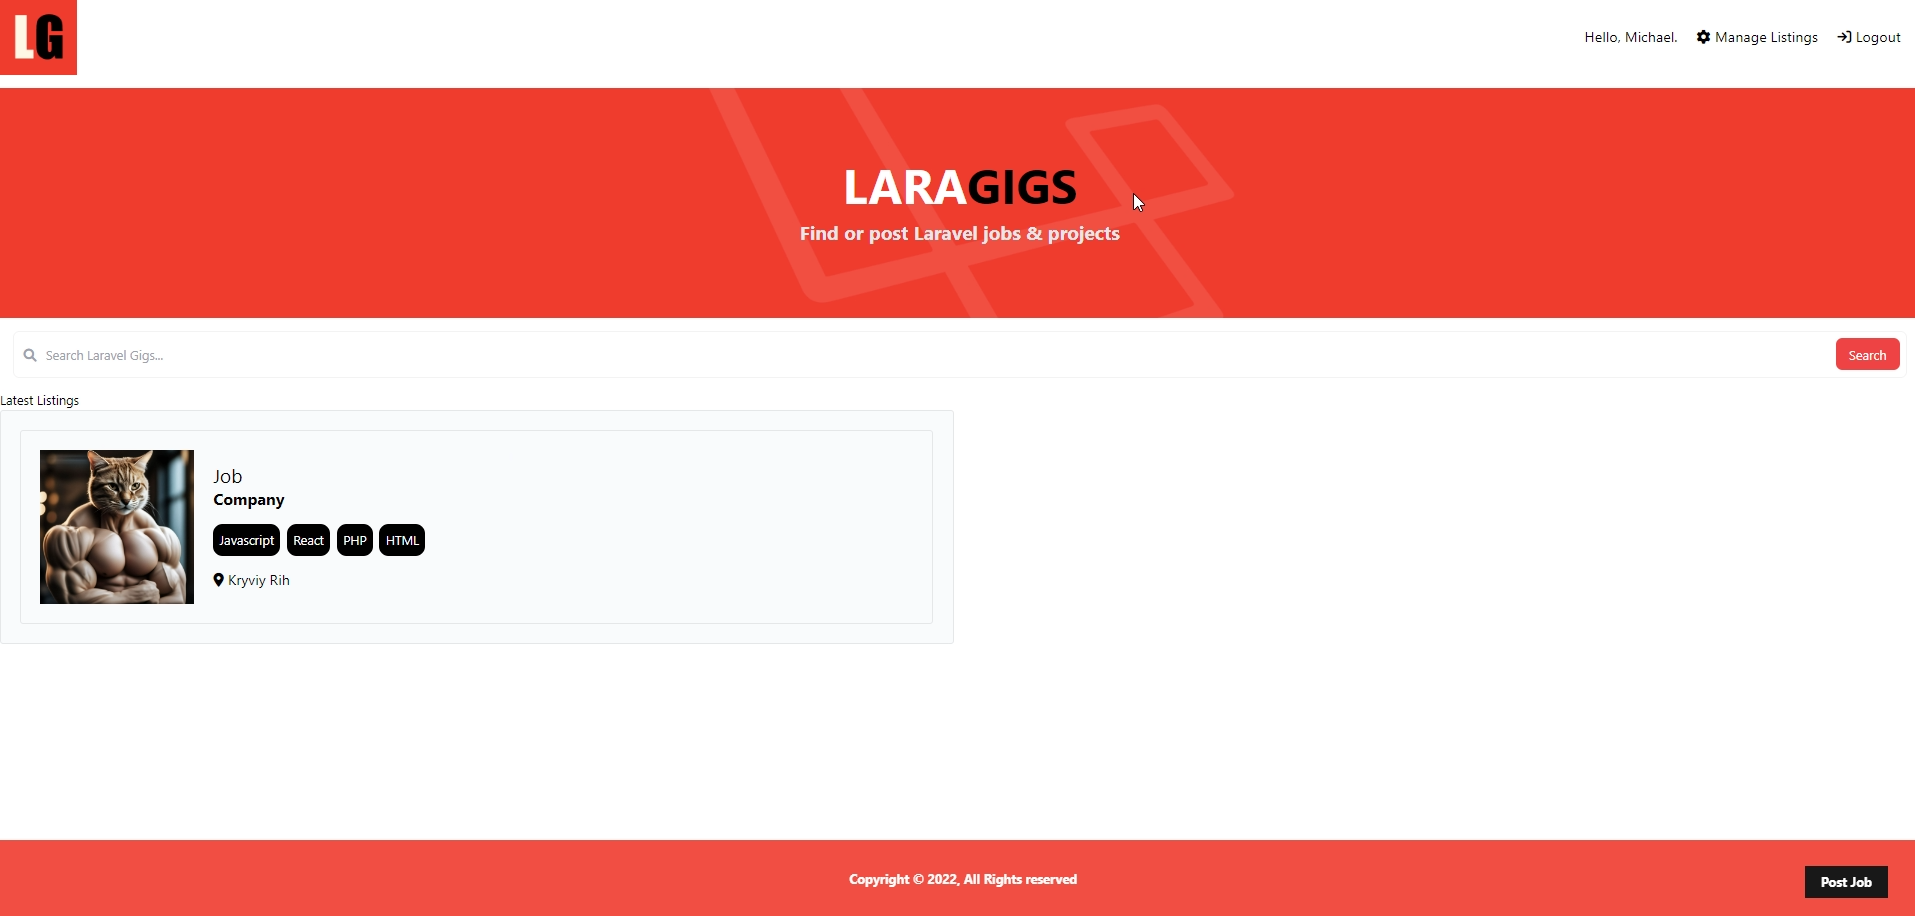 LG
Hello, Michael. Manage Listings Logout
LARAGIGS
Find or post Laravel jobs & projects
Search Laravel Gigs... Search
Latest Listings
Job
Company
Javascript React PHP HTML
Kryviy Rih
Copyright © 2022, All Rights reserved
Post Job